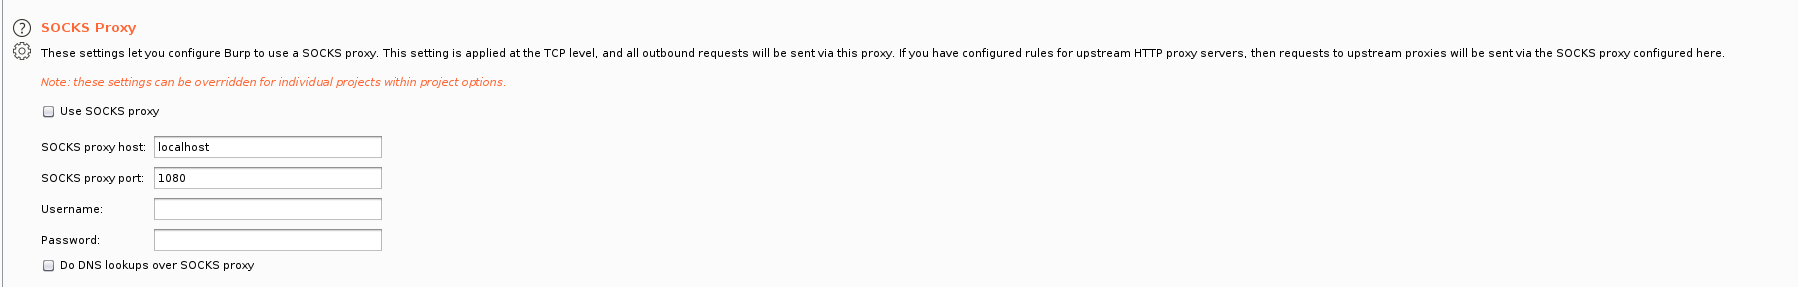 SOCKS Proxy
These settings let you configure Burp to use a SOCKS proxy. This setting is applied at the TCP level, and all outbound requests will be sent via this proxy. If you have configured rules for upstream HTTP proxy servers, then requests to upstream proxies will be sent via the SOCKS proxy configured here.
Note: these settings can be overridden for individual projects within project options.
Use SOCKS proxy
SOCKS proxy host: localhost
SOCKS proxy port: 1080
Username:
Password:
Do DNS lookups over SOCKS proxy